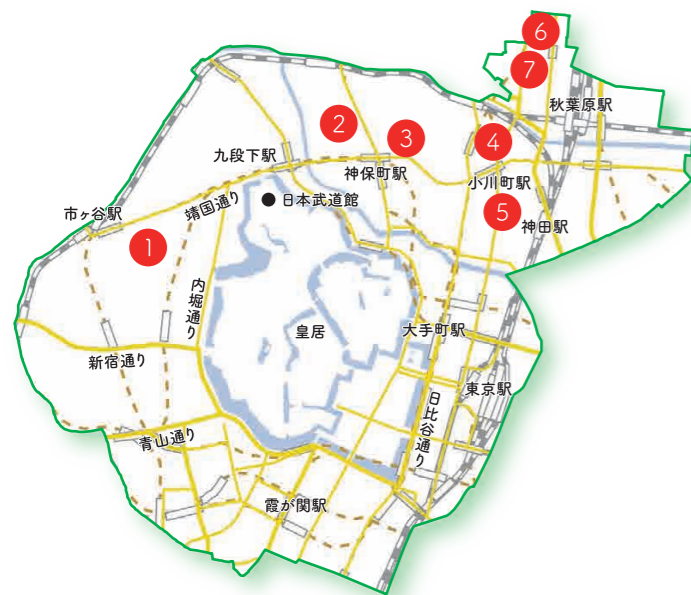 6
7
秋葉原駅
2
3
4
九段下駅
神保町駅
小川町駅
日本武道館
市ヶ谷駅
靖国通り
5
神田駅
1
内堀通り
皇居
大手町駅
新宿通り
東京駅
日比谷通り
青山通り
霞が関駅